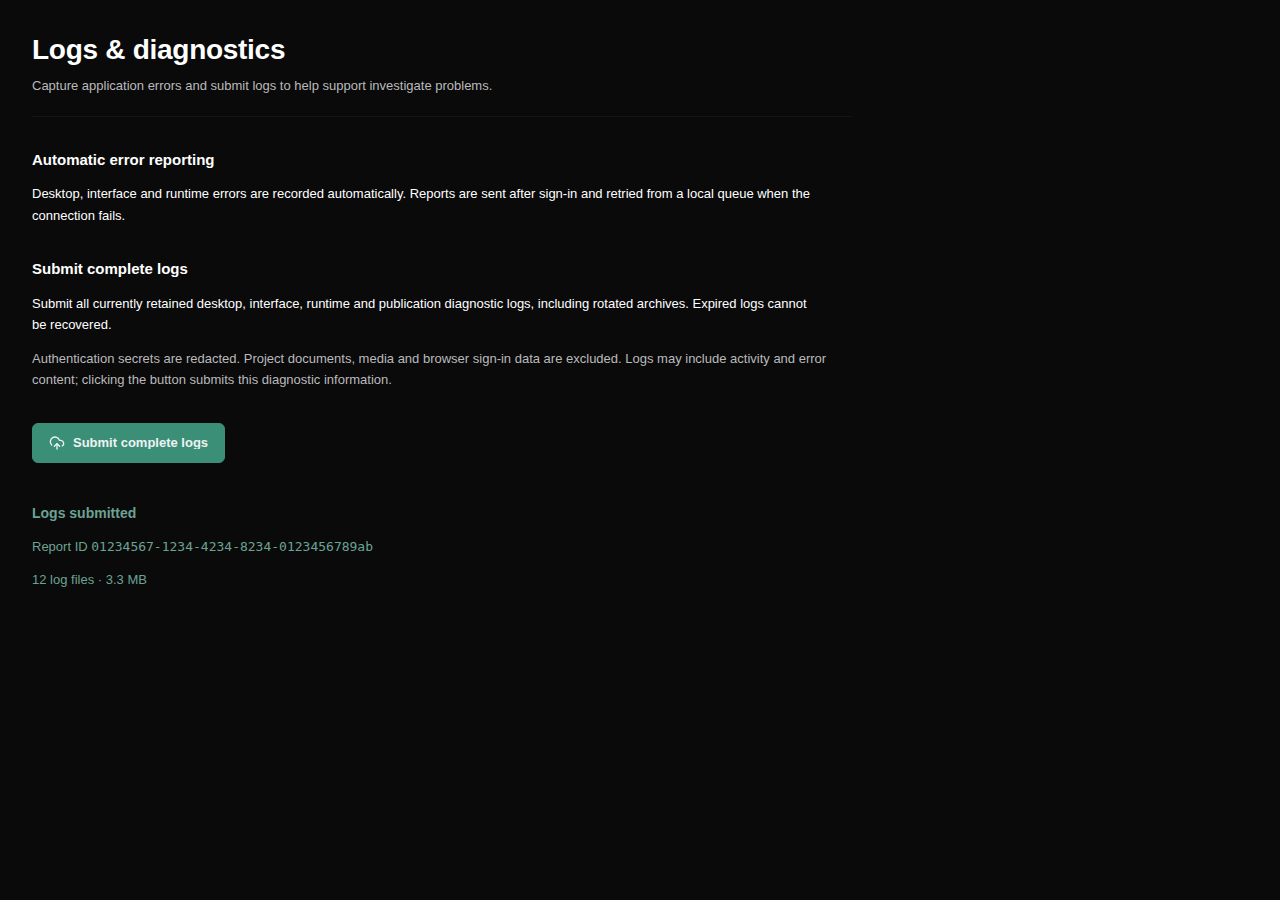 Logs & diagnostics
Capture application errors and submit logs to help support investigate problems.
Automatic error reporting
Desktop, interface and runtime errors are recorded automatically. Reports are sent after sign-in and retried from a local queue when the
connection fails.
Submit complete logs
Submit all currently retained desktop, interface, runtime and publication diagnostic logs, including rotated archives. Expired logs cannot
be recovered.
Authentication secrets are redacted. Project documents, media and browser sign-in data are excluded. Logs may include activity and error
content; clicking the button submits this diagnostic information.
Submit complete logs
Logs submitted
Report ID 01234567-1234-4234-8234-0123456789ab
12 log files · 3.3 MB